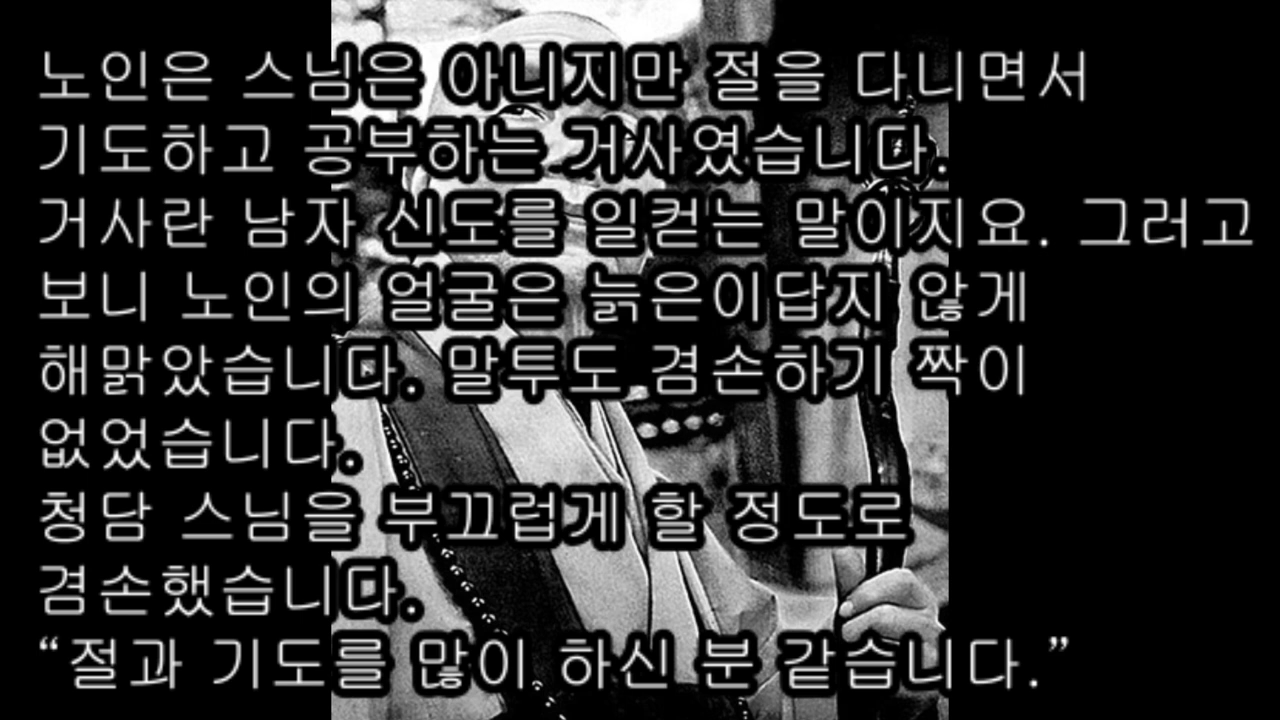 노인은 스님은 아니지만 절을 다니면서
기도하고 공부하는 거사였습니다.
거사란 남자 신도를 일컫는 말이지요. 그러고
보니 노인의 얼굴은 늙은이답지 않게
해맑았습니다. 말투도 겸손하기 짝이
없었습니다.
청담 스님을 부끄럽게 할 정도로
겸손했습니다.
“절과 기도를 많이 하신 분 같습니다.”